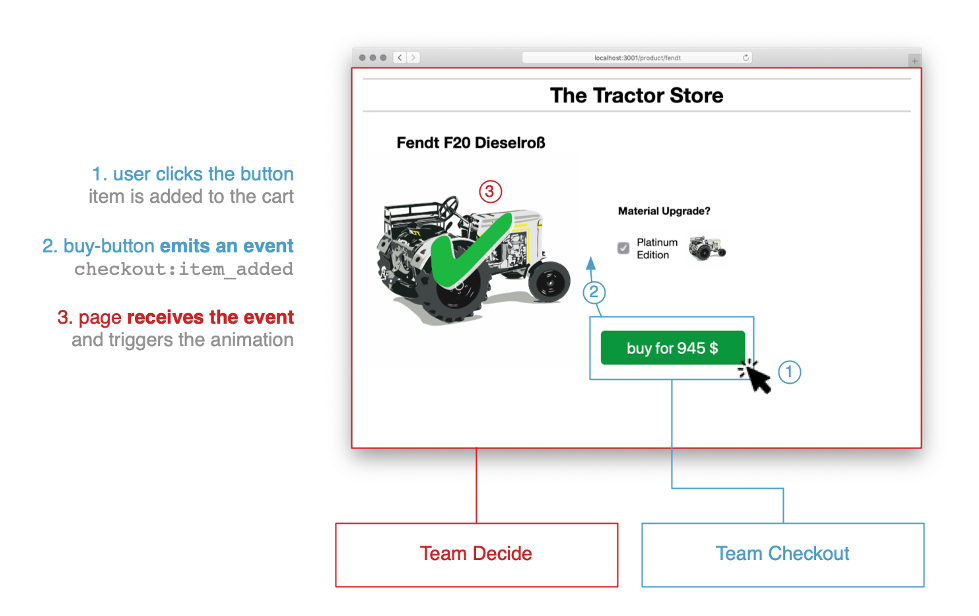 localhost:3001/product/fendt
The Tractor Store
Fendt F20 Dieselroß
1. user clicks the button
item is added to the cart
2. buy-button emits an event
checkout:item_added
3. page receives the event
and triggers the animation
3
Material Upgrade?
Platinum
Edition
2
buy for 945 $
1
Team Decide
Team Checkout